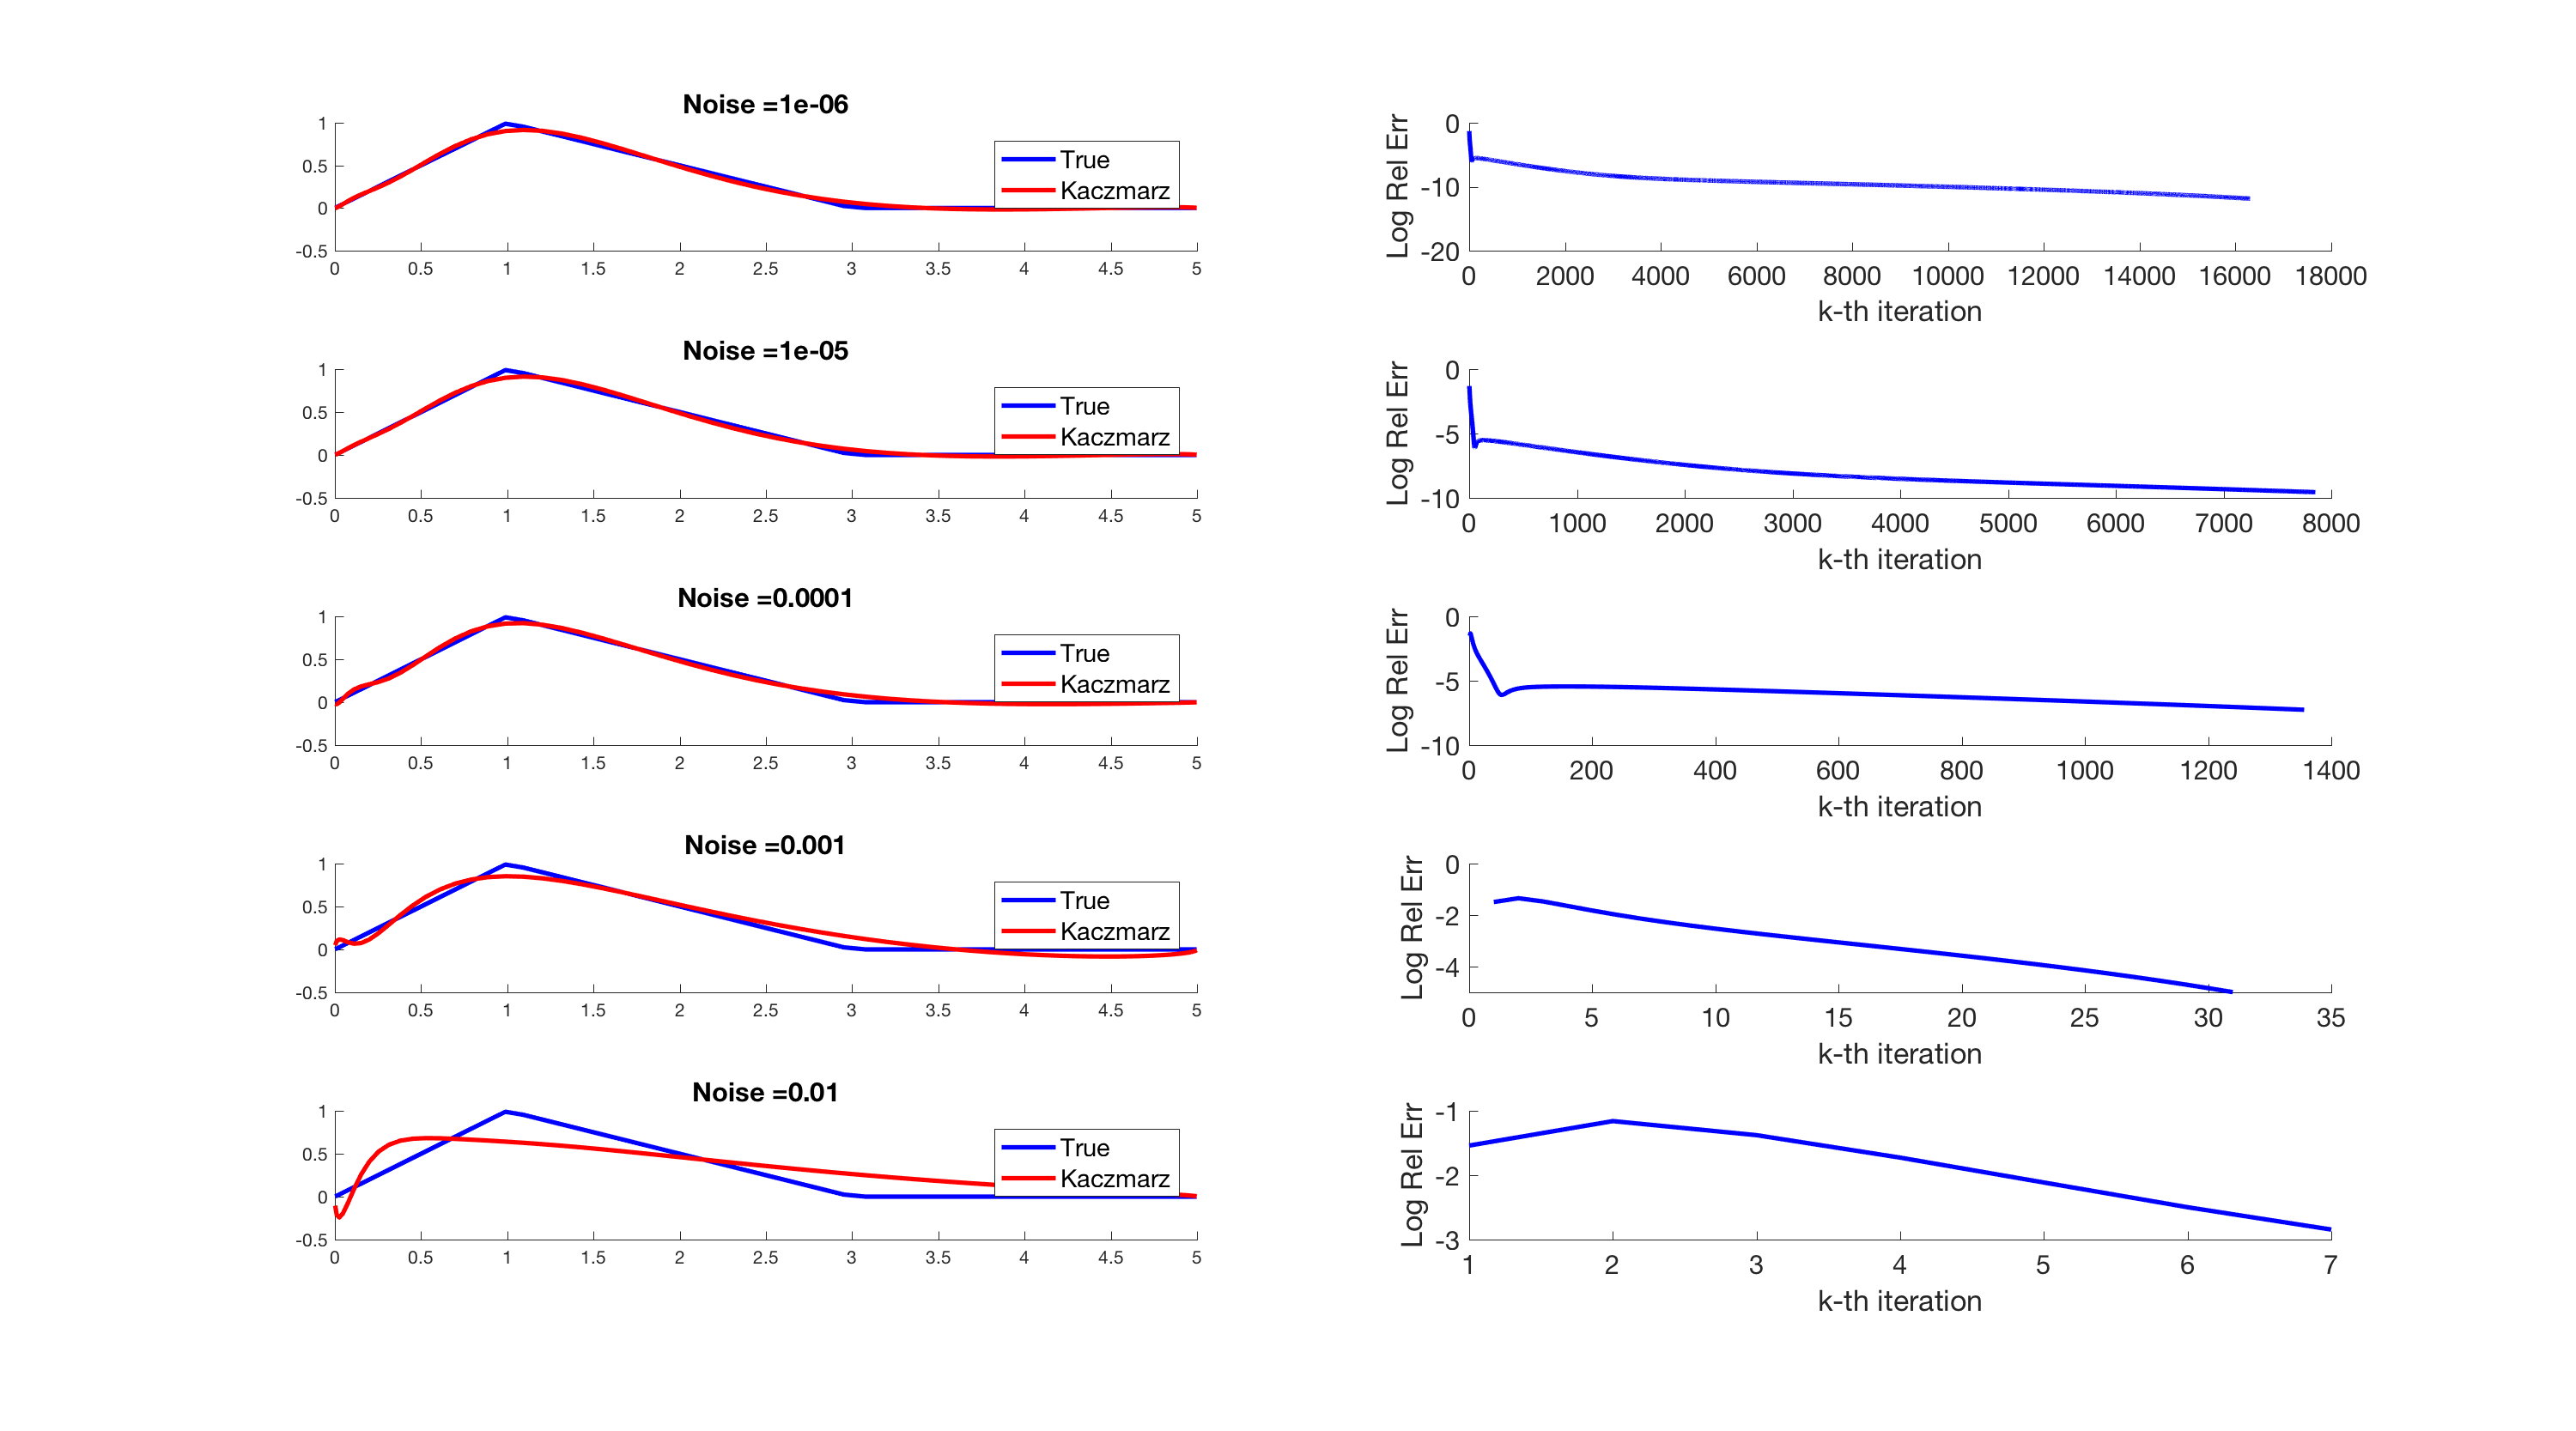 Noise =1e-06
1
0.5
0
-0.5
0 0.5 1 1.5 2 2.5 3 3.5 4 4.5 5
True
Kaczmarz
Log Rel Err
0
-10
-20
0 2000 4000 6000 8000 10000 12000 14000 16000 18000
k-th iteration
Noise =1e-05
1
0.5
0
-0.5
0 0.5 1 1.5 2 2.5 3 3.5 4 4.5 5
True
Kaczmarz
Log Rel Err
0
-5
-10
0 1000 2000 3000 4000 5000 6000 7000 8000
k-th iteration
Noise =0.0001
1
0.5
0
-0.5
0 0.5 1 1.5 2 2.5 3 3.5 4 4.5 5
True
Kaczmarz
Log Rel Err
0
-5
-10
0 200 400 600 800 1000 1200 1400
k-th iteration
Noise =0.001
1
0.5
0
-0.5
0 0.5 1 1.5 2 2.5 3 3.5 4 4.5 5
True
Kaczmarz
Log Rel Err
0
-2
-4
0 5 10 15 20 25 30 35
k-th iteration
Noise =0.01
1
0.5
0
-0.5
0 0.5 1 1.5 2 2.5 3 3.5 4 4.5 5
True
Kaczmarz
Log Rel Err
-1
-2
-3
1 2 3 4 5 6 7
k-th iteration